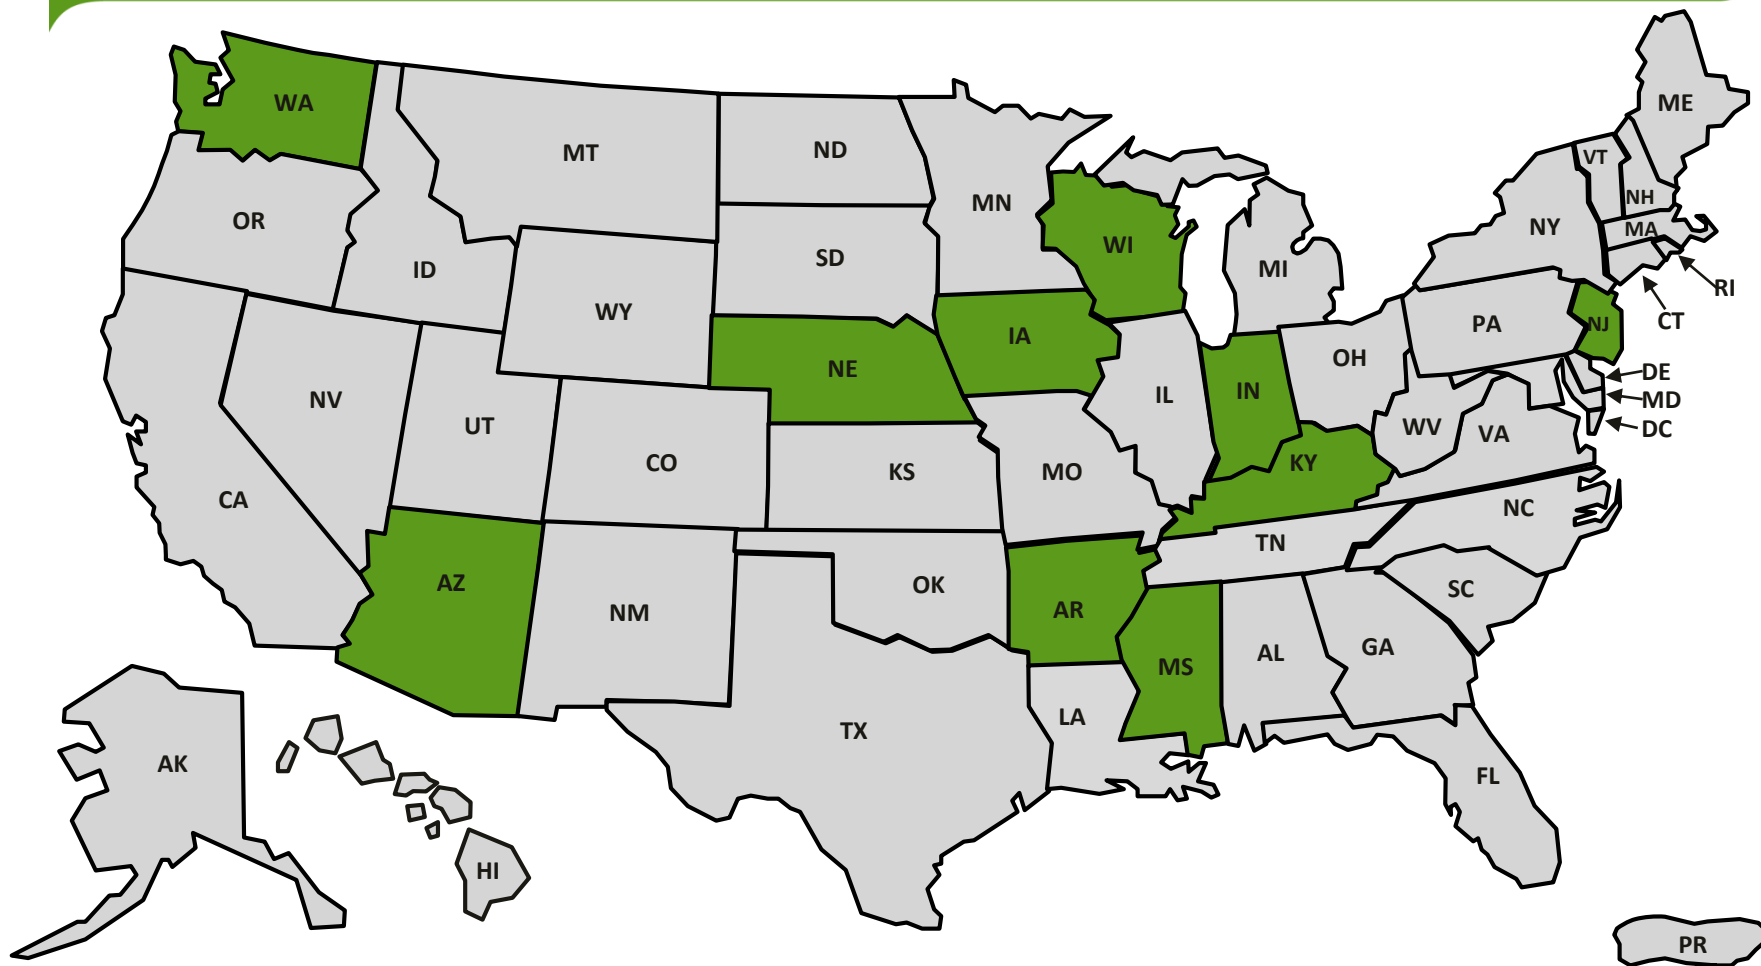 WA
MT
ND
MN
OR
ID
WY
SD
WI
MI
ME
VT
NH
NY
MA
RI
CT
NV
UT
CO
NE
IA
KS
MO
IL
IN
OH
PA
NJ
DE
MD
DC
WV
VA
KY
CA
AZ
NM
OK
AR
TN
NC
SC
TX
LA
MS
AL
GA
FL
AK
HI
PR